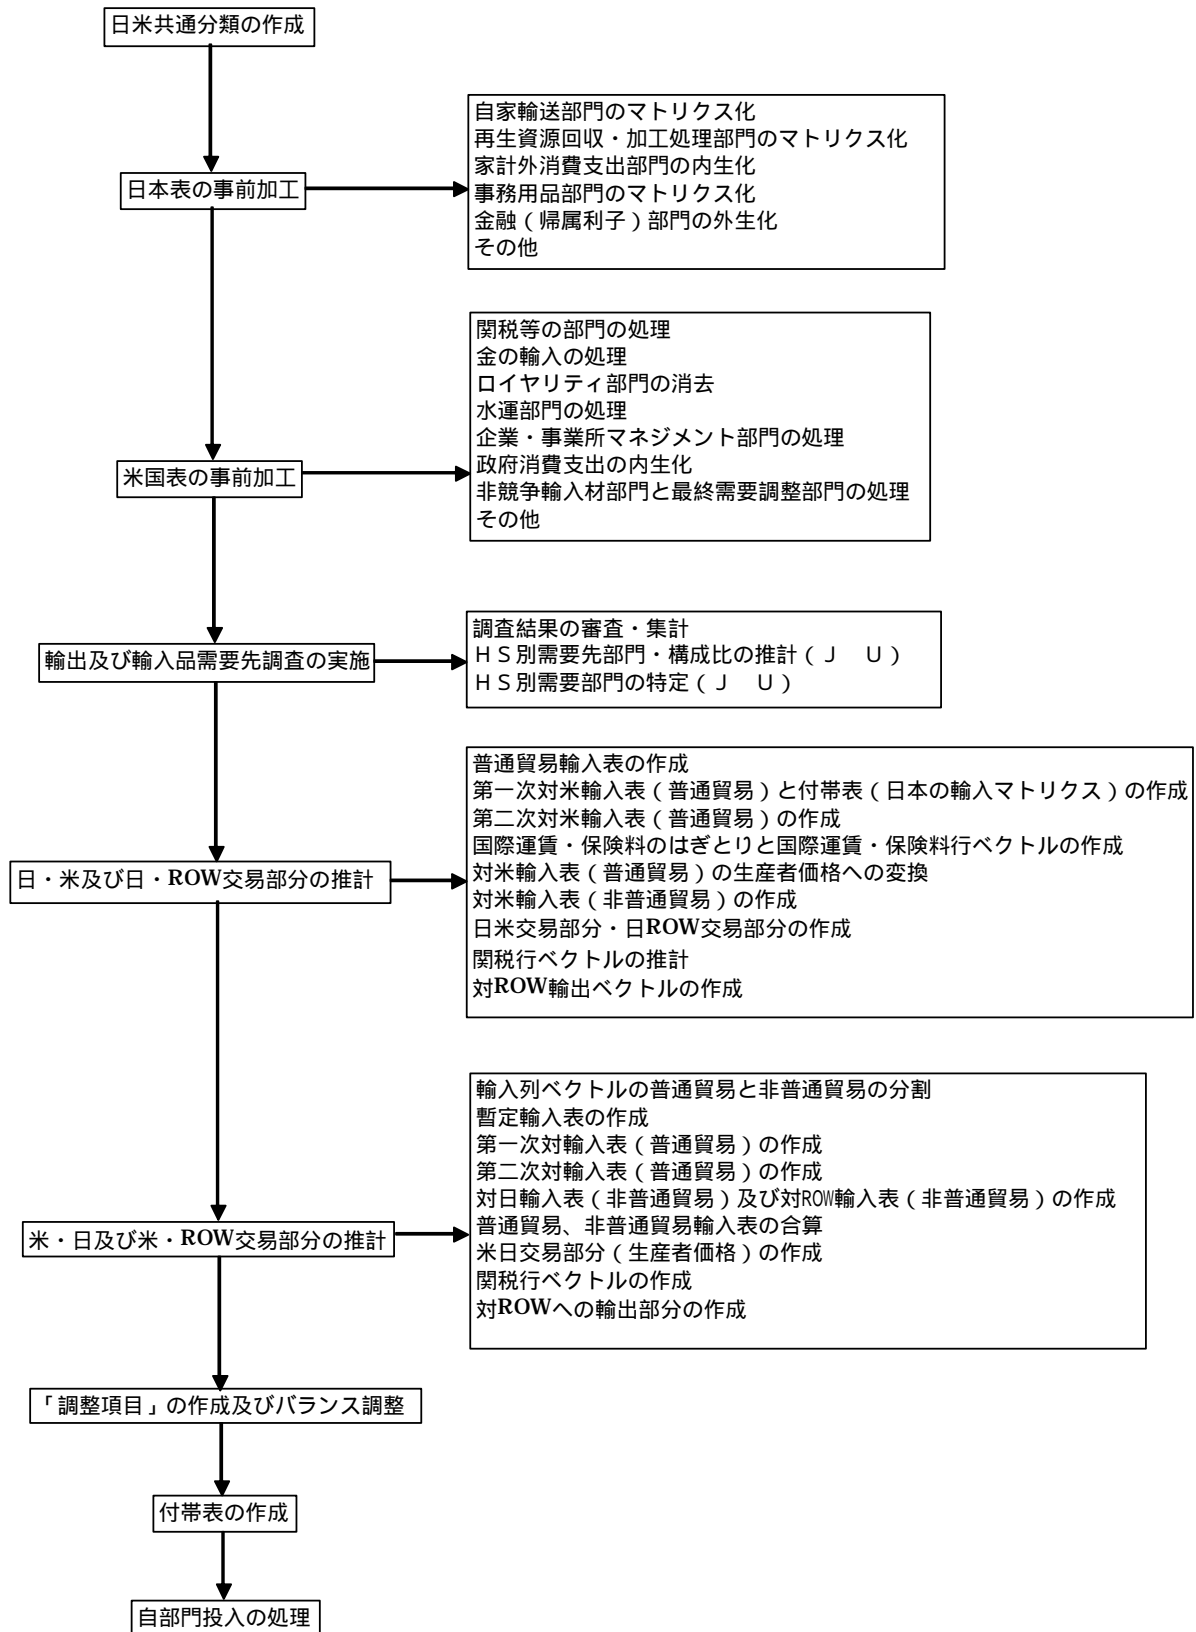 日米共通分類の作成
日本表の事前加工
自家輸送部門のマトリクス化
再生資源回収・加工処理部門のマトリクス化
家計外消費支出部門の内生化
事務用品部門のマトリクス化
金融(帰属利子)部門の外生化
その他
米国表の事前加工
関税等の部門の処理
金の輸入の処理
ロイヤリティ部門の消去
水運部門の処理
企業・事業所マネジメント部門の処理
政府消費支出の内生化
非競争輸入材部門と最終需要調整部門の処理
その他
輸出及び輸入品需要先調査の実施
調査結果の審査・集計
HS別需要先部門・構成比の推計(J U)
HS別需要部門の特定(J U)
日・米及び日・ROW交易部分の推計
普通貿易輸入表の作成
第一次対米輸入表(普通貿易)と付帯表(日本の輸入マトリクス)の作成
第二次対米輸入表(普通貿易)の作成
国際運賃・保険料のはぎとりと国際運賃・保険料行ベクトルの作成
対米輸入表(普通貿易)の生産者価格への変換
対米輸入表(非普通貿易)の作成
日米交易部分・日ROW交易部分の作成
関税行ベクトルの推計
対ROW輸出ベクトルの作成
米・日及び米・ROW交易部分の推計
輸入列ベクトルの普通貿易と非普通貿易の分割
暫定輸入表の作成
第一次対輸入表(普通貿易)の作成
第二次対輸入表(普通貿易)の作成
対日輸入表(非普通貿易)及び対ROW輸入表(非普通貿易)の作成
普通貿易、非普通貿易輸入表の合算
米日交易部分(生産者価格)の作成
関税行ベクトルの作成
対ROWへの輸出部分の作成
「調整項目」の作成及びバランス調整
付帯表の作成
自部門投入の処理